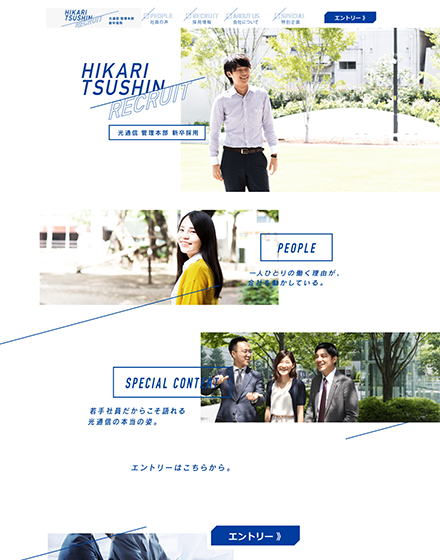 HIKARI
TSUSHIN
RECRUIT
光通信 管理本部
新卒採用
PEOPLE
社員の声
RECRUIT
採用情報
ABOUT US
会社について
SPECIAL
特別企画
エントリー 》
HIKARI
TSUSHIN
RECRUIT
光通信 管理本部 新卒採用
PEOPLE
一人ひとりの働く理由が、
会社を動かしている。
SPECIAL CONTENT
若手社員だからこそ語れる
光通信の本当の姿。
エントリーはこちらから。
エントリー 》